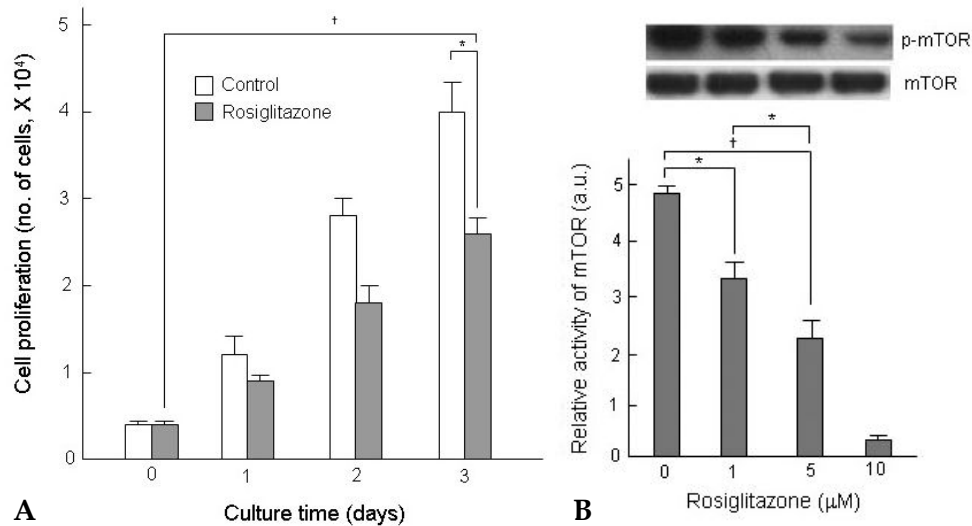 Cell proliferation (no. of cells, X 10⁴)
5
4
3
2
1
0
†
*
Control
Rosiglitazone
0
1
2
3
Culture time (days)
A
p-mTOR
mTOR
Relative activity of mTOR (a.u.)
5
4
3
2
1
0
*
†
*
0
1
5
10
Rosiglitazone (μM)
B